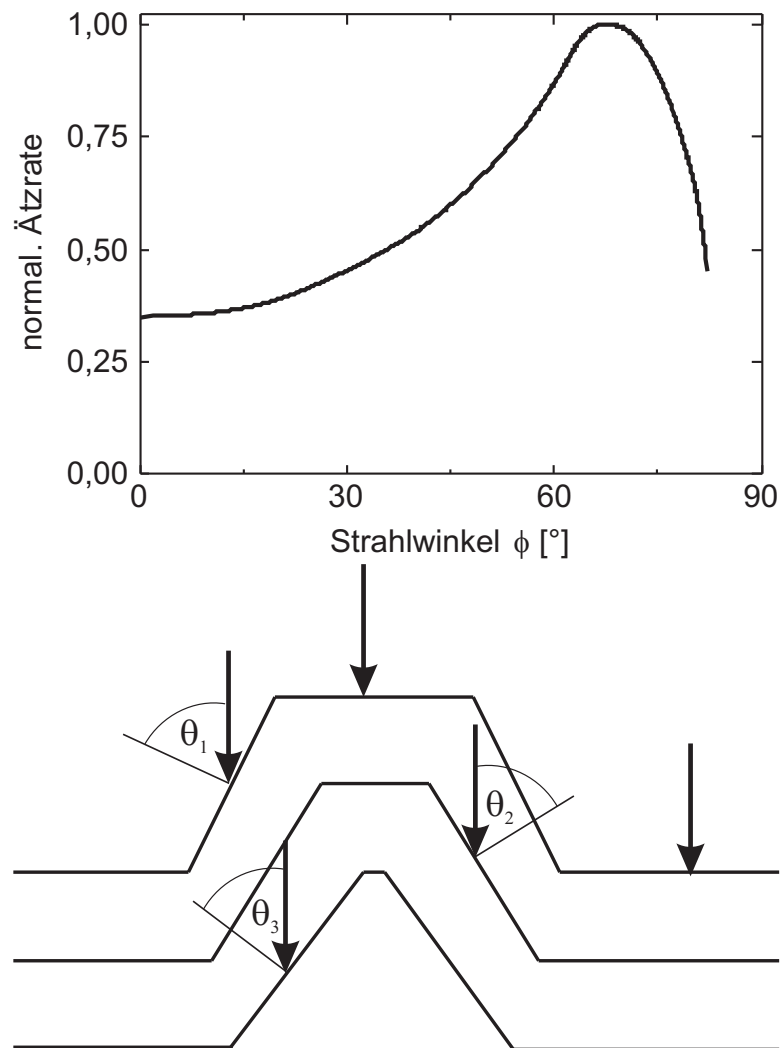 1,00
0,75
0,50
0,25
0,00
normal. Ätzrate
0 30 60 90
Strahlwinkel ϕ [°]
θ1
θ2
θ3